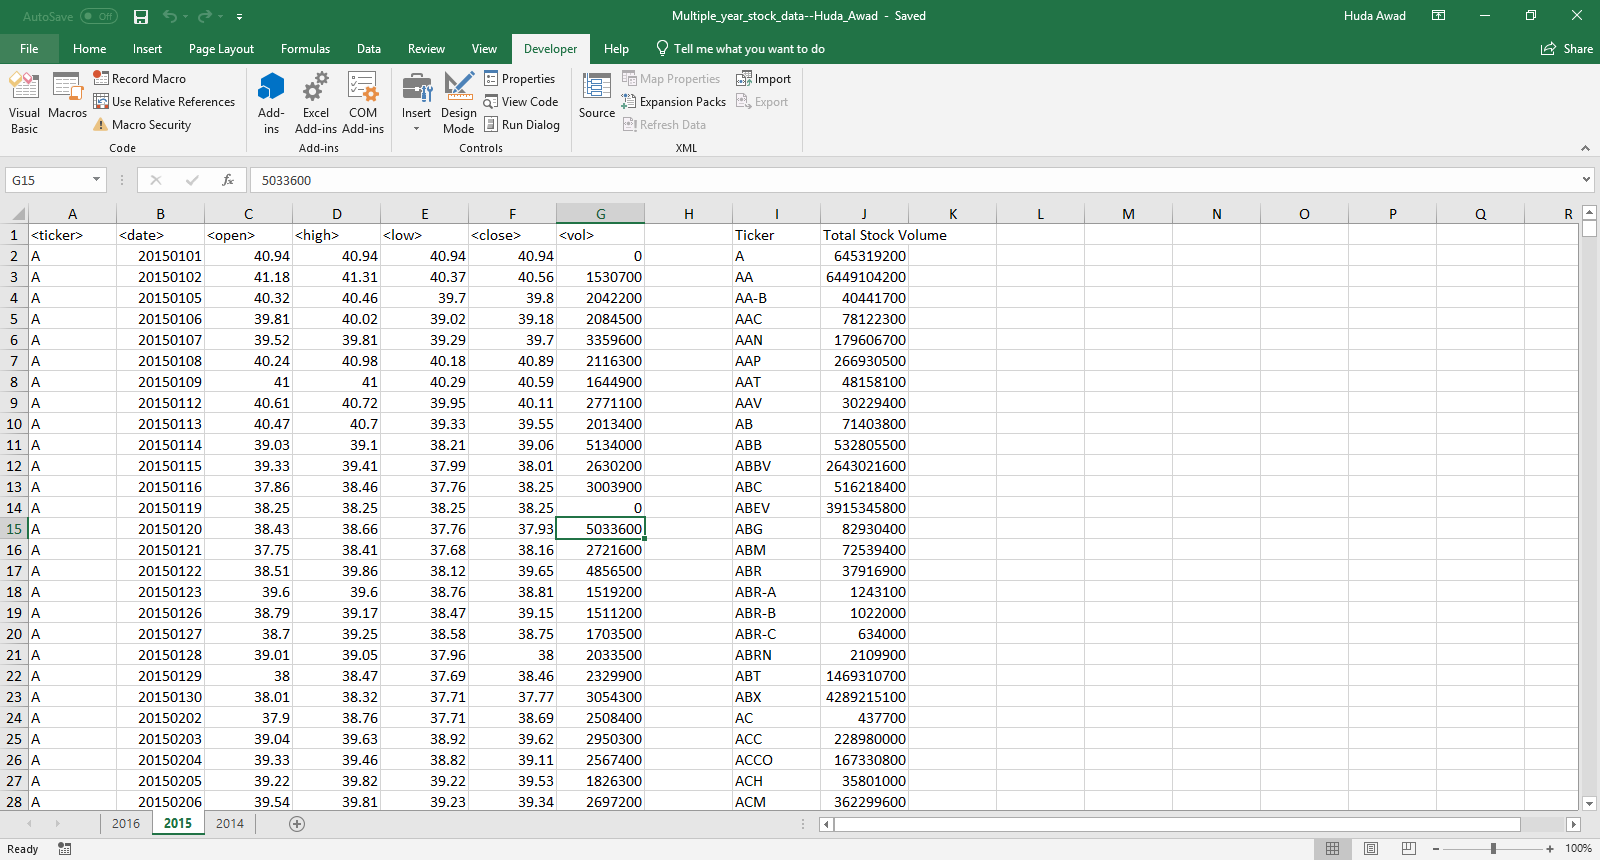 AutoSave Off Multiple_year_stock_data--Huda_Awad - Saved Huda Awad
File Home Insert Page Layout Formulas Data Review View Developer Help Tell me what you want to do Share
Visual Basic
Macros
Record Macro
Use Relative References
Macro Security
Code
Add-ins
Excel Add-ins
COM Add-ins
Add-ins
Insert
Design Mode
Properties
View Code
Run Dialog
Controls
Source
Map Properties
Expansion Packs
Refresh Data
Import
Export
XML
G15 fx 5033600
A B C D E F G H I J K L M N O P Q R
1 <ticker> <date> <open> <high> <low> <close> <vol> Ticker Total Stock Volume
2 A 20150101 40.94 40.94 40.94 40.94 0 A 645319200
3 A 20150102 41.18 41.31 40.37 40.56 1530700 AA 6449104200
4 A 20150105 40.32 40.46 39.7 39.8 2042200 AA-B 40441700
5 A 20150106 39.81 40.02 39.02 39.18 2084500 AAC 78122300
6 A 20150107 39.52 39.81 39.29 39.7 3359600 AAN 179606700
7 A 20150108 40.24 40.98 40.18 40.89 2116300 AAP 266930500
8 A 20150109 41 41 40.29 40.59 1644900 AAT 48158100
9 A 20150112 40.61 40.72 39.95 40.11 2771100 AAV 30229400
10 A 20150113 40.47 40.7 39.33 39.55 2013400 AB 71403800
11 A 20150114 39.03 39.1 38.21 39.06 5134000 ABB 532805500
12 A 20150115 39.33 39.41 37.99 38.01 2630200 ABBV 2643021600
13 A 20150116 37.86 38.46 37.76 38.25 3003900 ABC 516218400
14 A 20150119 38.25 38.25 38.25 38.25 0 ABEV 3915345800
15 A 20150120 38.43 38.66 37.76 37.93 5033600 ABG 82930400
16 A 20150121 37.75 38.41 37.68 38.16 2721600 ABM 72539400
17 A 20150122 38.51 39.86 38.12 39.65 4856500 ABR 37916900
18 A 20150123 39.6 39.6 38.76 38.81 1519200 ABR-A 1243100
19 A 20150126 38.79 39.17 38.47 39.15 1511200 ABR-B 1022000
20 A 20150127 38.7 39.25 38.58 38.75 1703500 ABR-C 634000
21 A 20150128 39.01 39.05 37.96 38 2033500 ABRN 2109900
22 A 20150129 38 38.47 37.69 38.46 2329900 ABT 1469310700
23 A 20150130 38.01 38.32 37.71 37.77 3054300 ABX 4289215100
24 A 20150202 37.9 38.76 37.71 38.69 2508400 AC 437700
25 A 20150203 39.04 39.63 38.92 39.62 2950300 ACC 228980000
26 A 20150204 39.33 39.46 38.82 39.11 2567400 ACCO 167330800
27 A 20150205 39.22 39.82 39.22 39.53 1826300 ACH 35801000
28 A 20150206 39.54 39.81 39.23 39.34 2697200 ACM 362299600
2016 2015 2014
Ready 100%